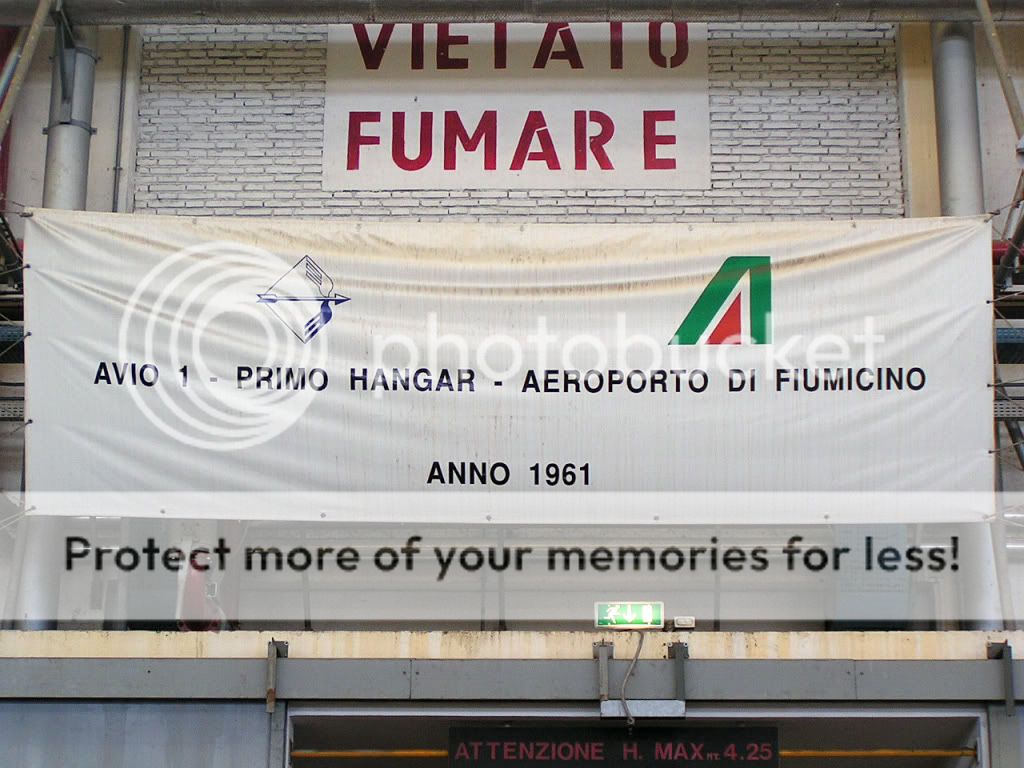 VIETATO
FUMARE
photobucket
AVIO 1 - PRIMO HANGAR - AEROPORTO DI FIUMICINO
ANNO 1961
Protect more of your memories for less!
ATTENZIONE H. MAX MT. 4.25